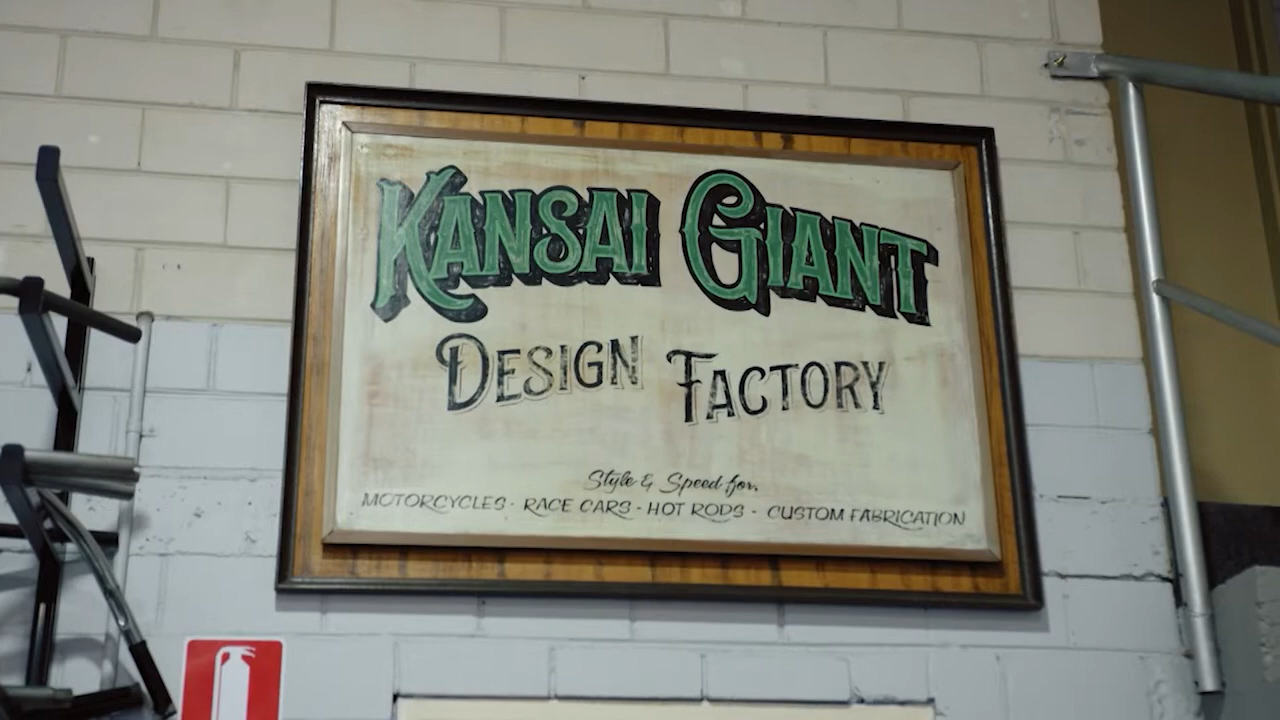 KANSAI GIANT
DESIGN FACTORY
Style & Speed for.
MOTORCYCLES · RACE CARS · HOT RODS · CUSTOM FABRICATION